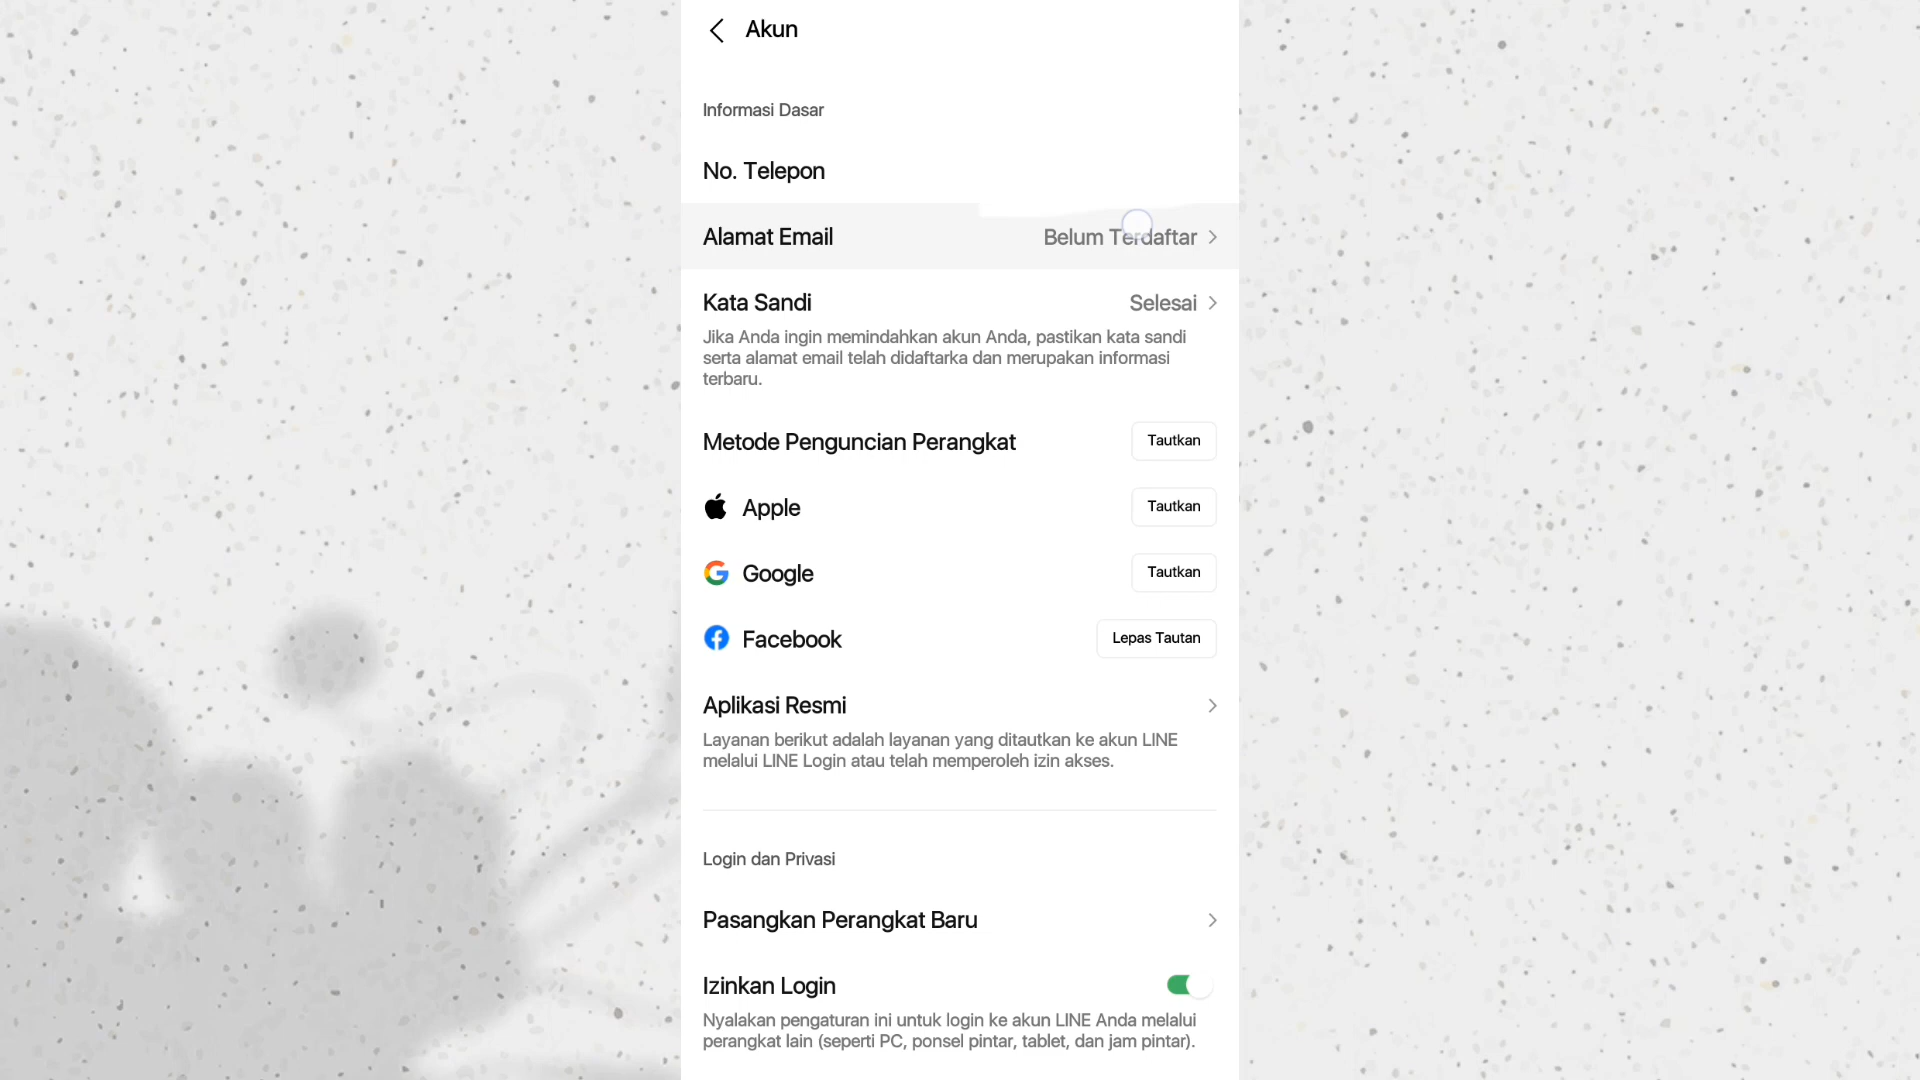 Akun
Informasi Dasar
No. Telepon
Alamat Email
Belum Terdaftar
Kata Sandi
Selesai
Jika Anda ingin memindahkan akun Anda, pastikan kata sandi
serta alamat email telah didaftarka dan merupakan informasi
terbaru.
Metode Penguncian Perangkat
Tautkan
Apple
Tautkan
Google
Tautkan
Facebook
Lepas Tautan
Aplikasi Resmi
Layanan berikut adalah layanan yang ditautkan ke akun LINE
melalui LINE Login atau telah memperoleh izin akses.
Login dan Privasi
Pasangkan Perangkat Baru
Izinkan Login
Nyalakan pengaturan ini untuk login ke akun LINE Anda melalui
perangkat lain (seperti PC, ponsel pintar, tablet, dan jam pintar).